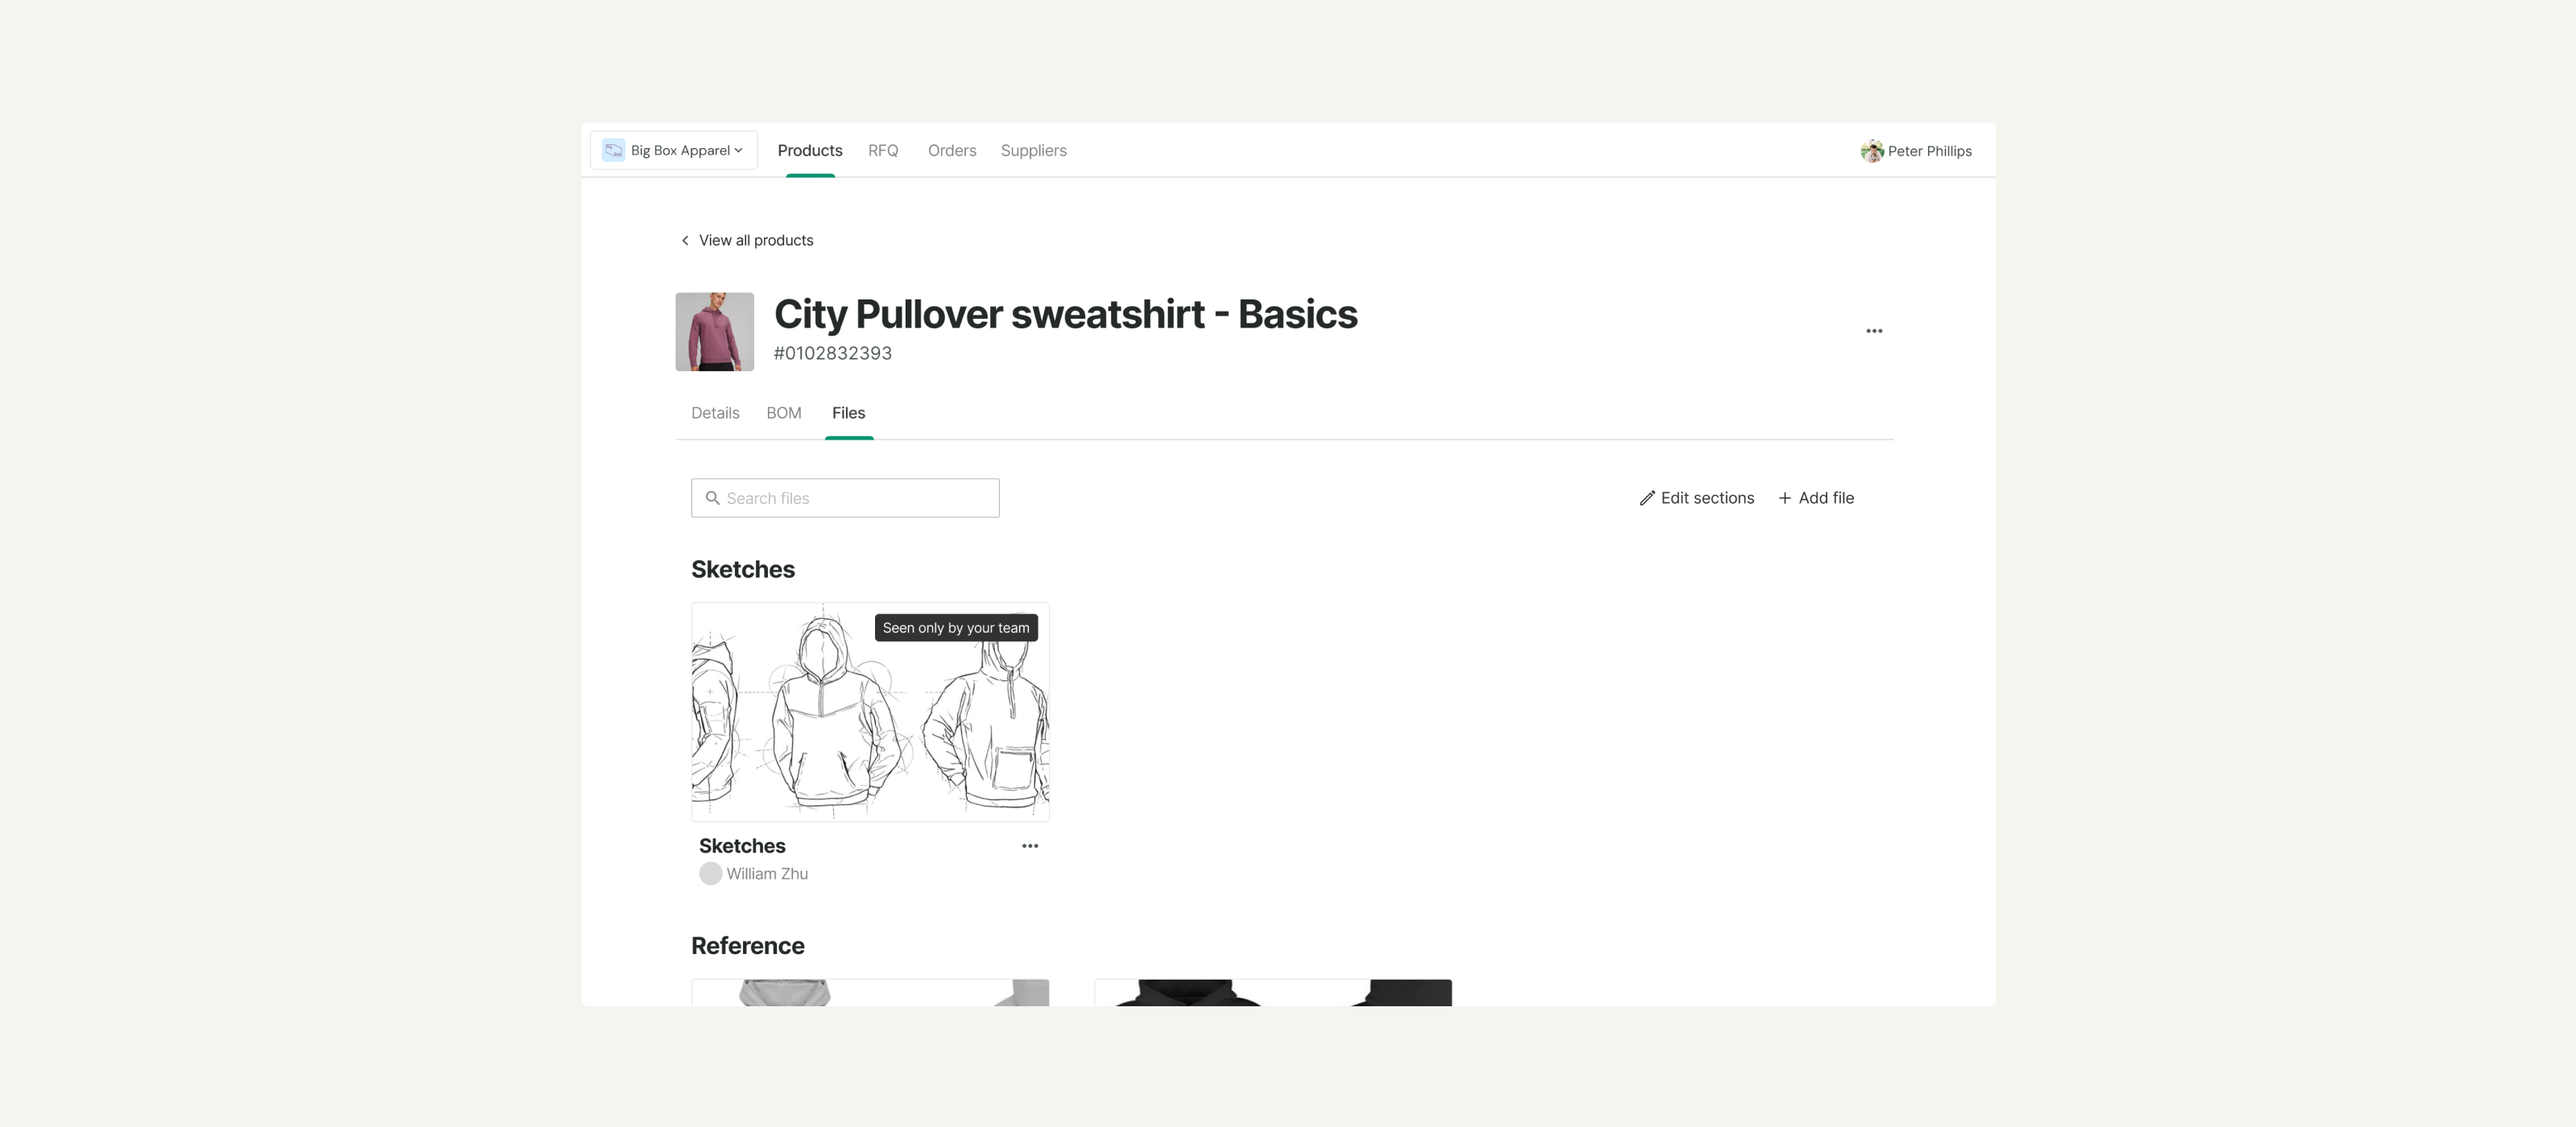 Big Box Apparel
Products
RFQ
Orders
Suppliers
Peter Phillips
View all products
City Pullover sweatshirt - Basics
#0102832393
Details
BOM
Files
Search files
Edit sections
Add file
Sketches
Seen only by your team
Sketches
William Zhu
Reference